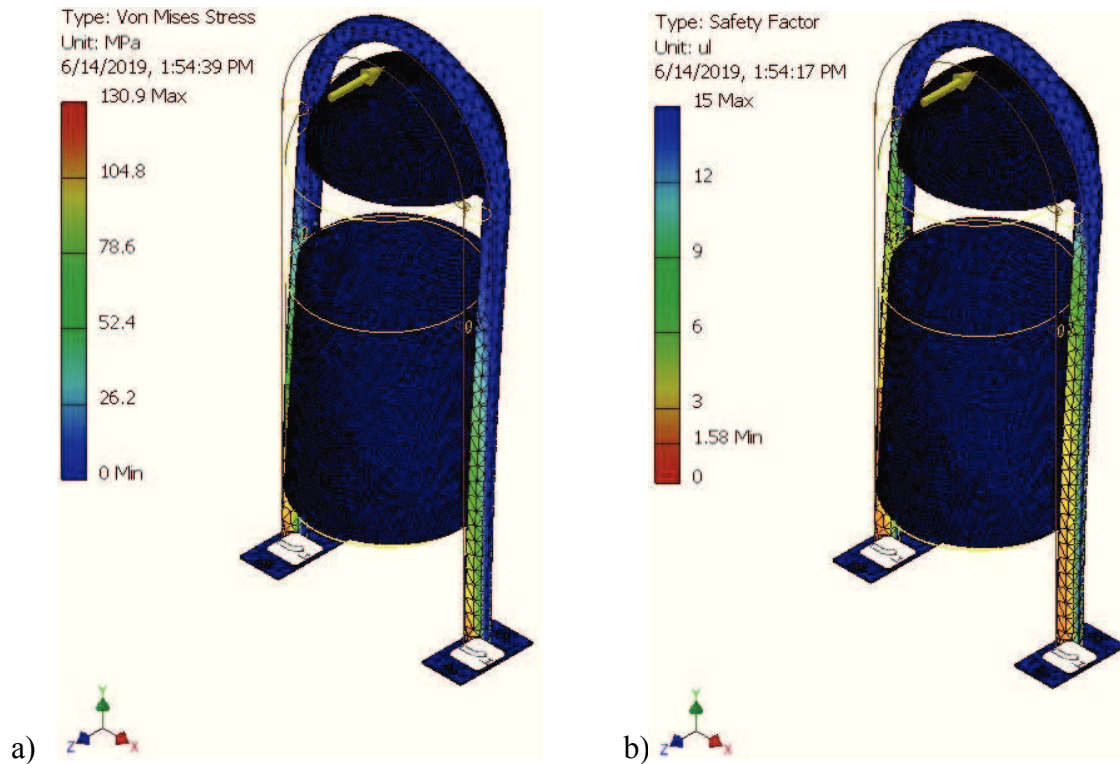 Type: Von Mises Stress
Unit: MPa
6/14/2019, 1:54:39 PM
130.9 Max
104.8
78.6
52.4
26.2
0 Min
Y
Z
X
a)
Type: Safety Factor
Unit: ul
6/14/2019, 1:54:17 PM
15 Max
12
9
6
3
1.58 Min
0
Y
Z
X
b)